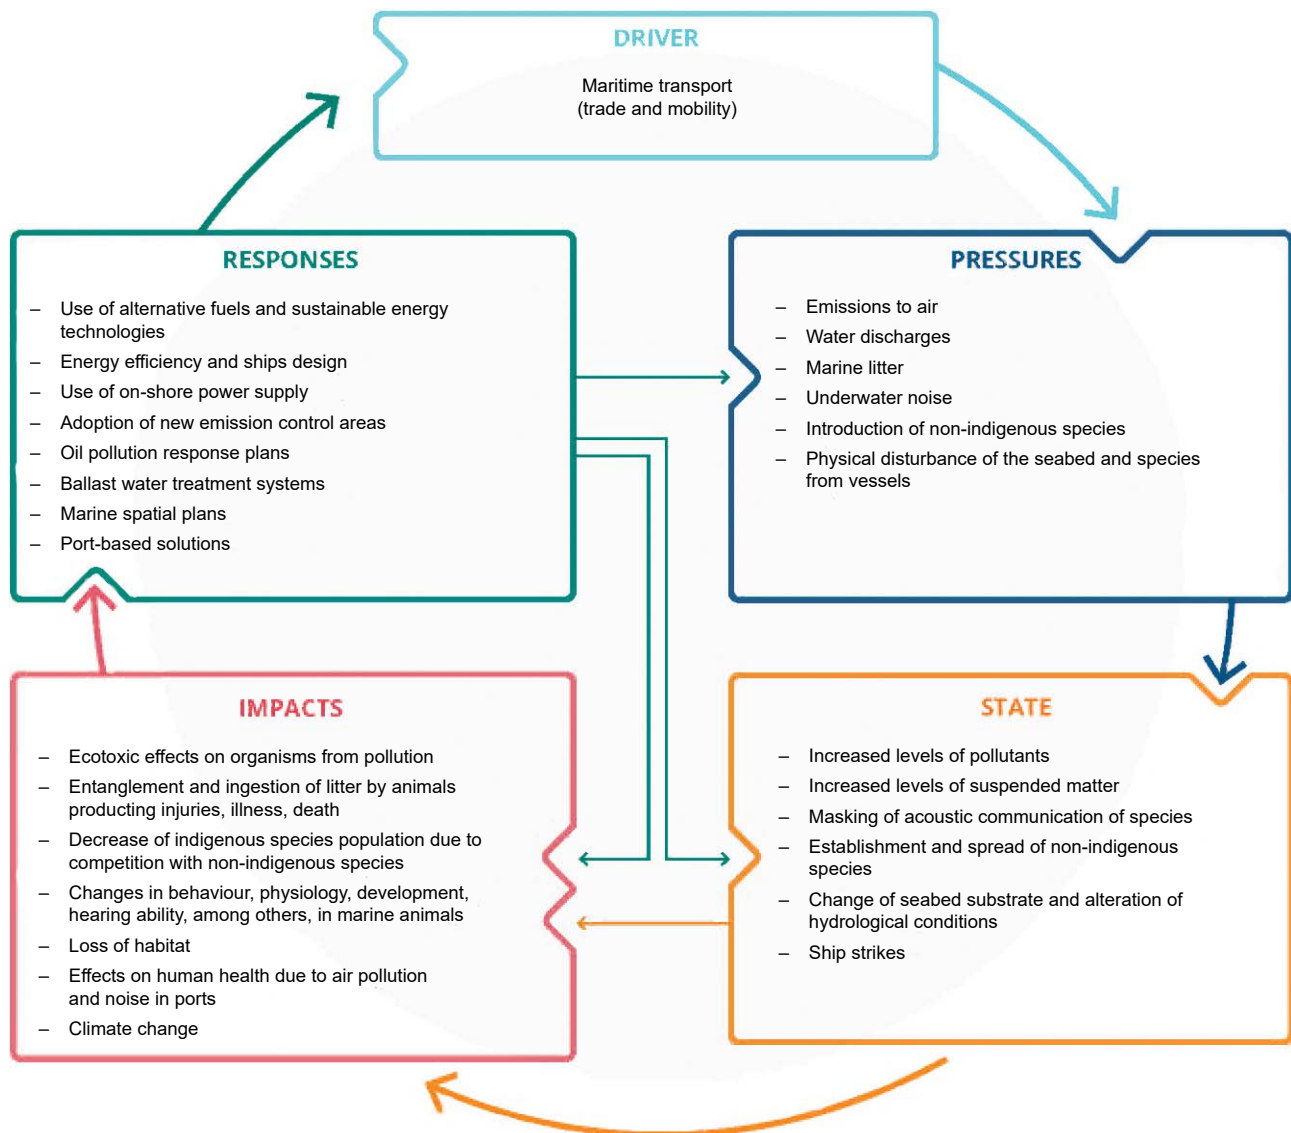 DRIVER
Maritime transport
(trade and mobility)
RESPONSES
– Use of alternative fuels and sustainable energy
technologies
– Energy efficiency and ships design
– Use of on-shore power supply
– Adoption of new emission control areas
– Oil pollution response plans
– Ballast water treatment systems
– Marine spatial plans
– Port-based solutions
PRESSURES
– Emissions to air
– Water discharges
– Marine litter
– Underwater noise
– Introduction of non-indigenous species
– Physical disturbance of the seabed and species
from vessels
IMPACTS
– Ecotoxic effects on organisms from pollution
– Entanglement and ingestion of litter by animals
producting injuries, illness, death
– Decrease of indigenous species population due to
competition with non-indigenous species
– Changes in behaviour, physiology, development,
hearing ability, among others, in marine animals
– Loss of habitat
– Effects on human health due to air pollution
and noise in ports
– Climate change
STATE
– Increased levels of pollutants
– Increased levels of suspended matter
– Masking of acoustic communication of species
– Establishment and spread of non-indigenous
species
– Change of seabed substrate and alteration of
hydrological conditions
– Ship strikes